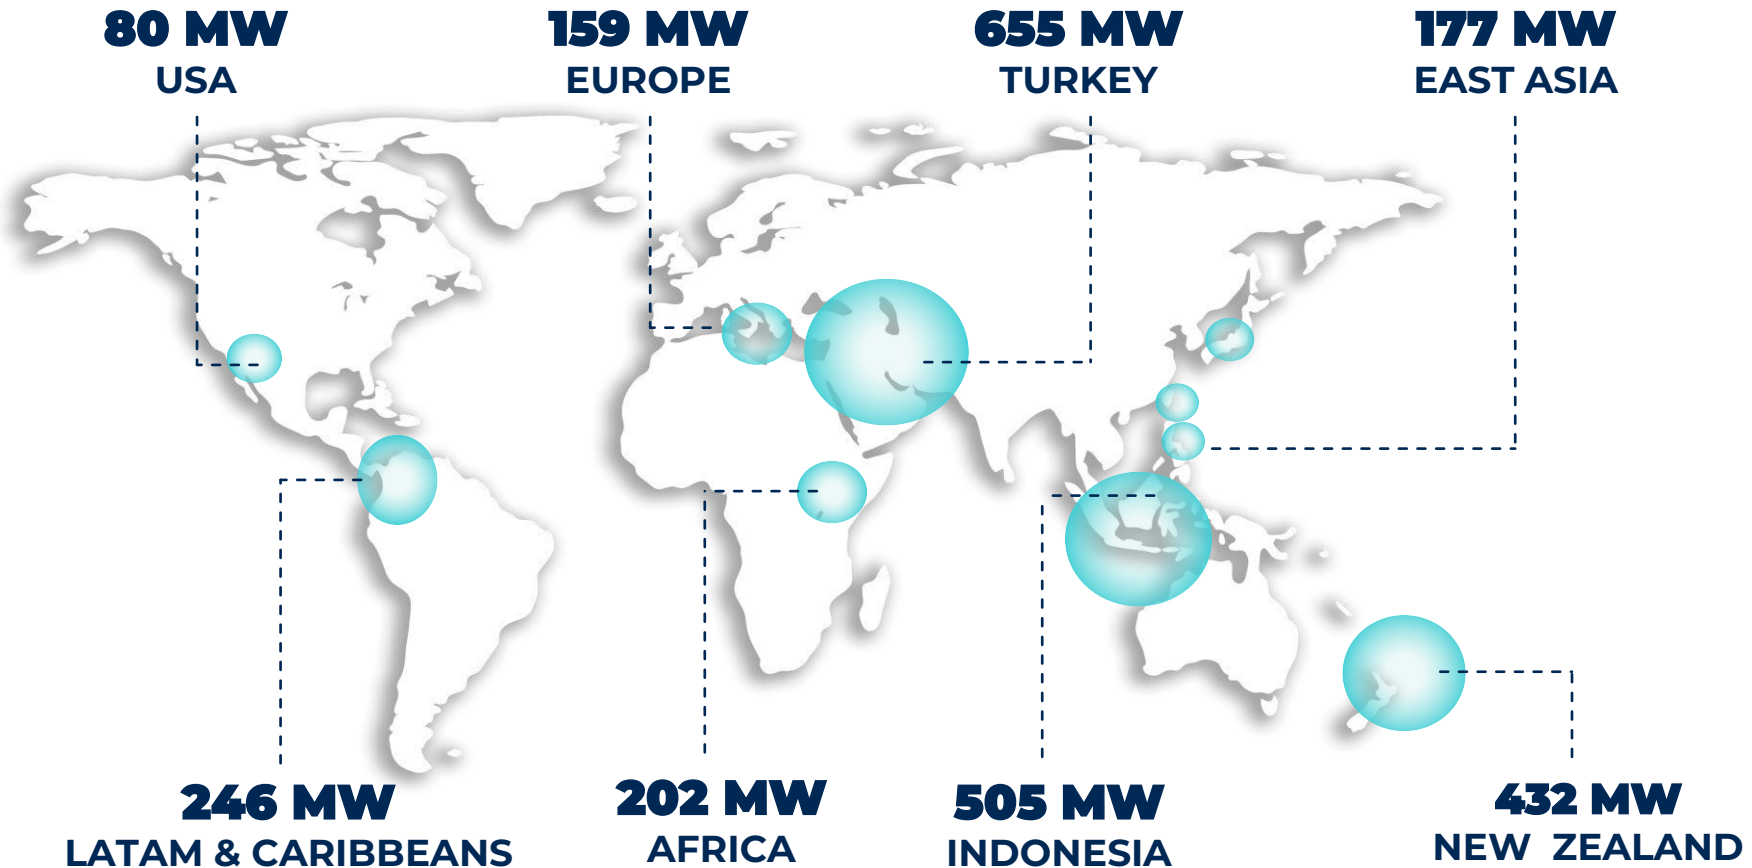 80 MW
USA
159 MW
EUROPE
655 MW
TURKEY
177 MW
EAST ASIA
246 MW
LATAM & CARIBBEANS
202 MW
AFRICA
505 MW
INDONESIA
432 MW
NEW ZEALAND